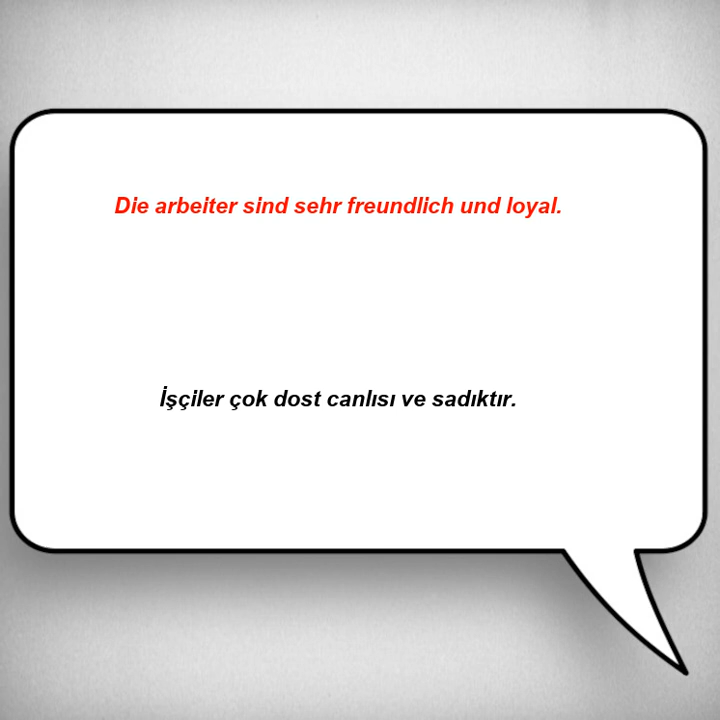 Die arbeiter sind sehr freundlich und loyal.
İşçiler çok dost canlısı ve sadıktır.